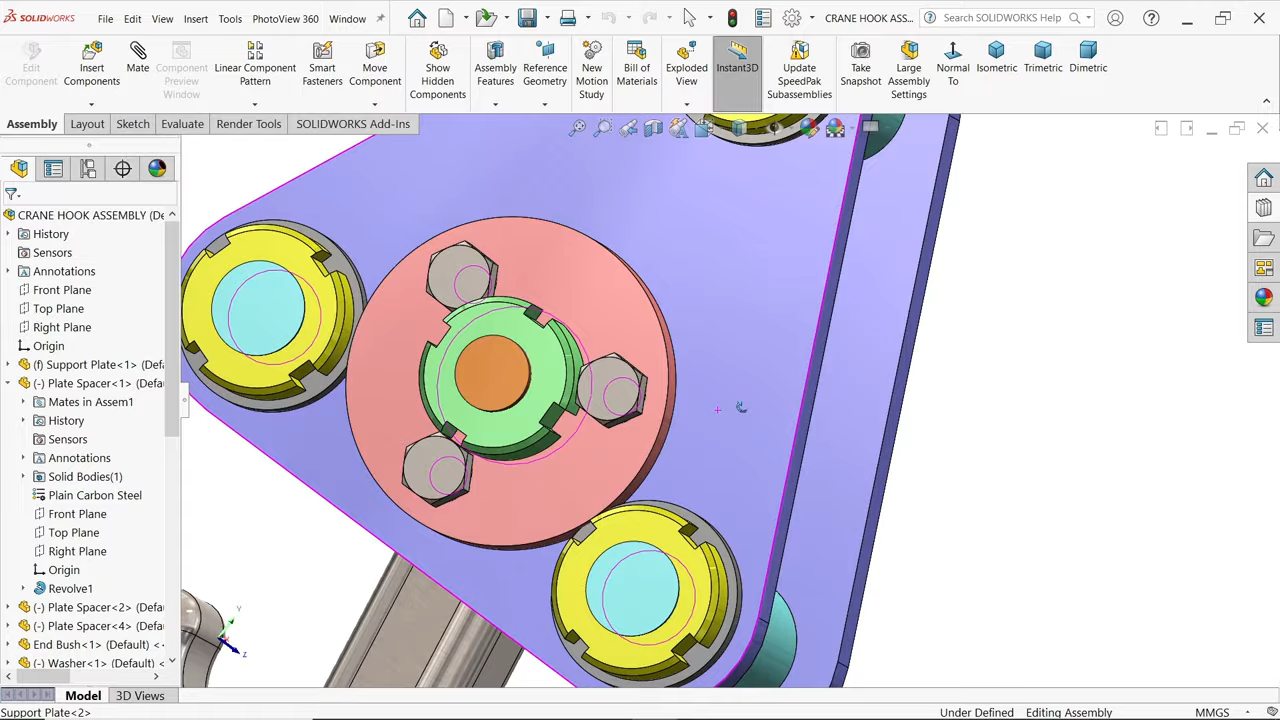 SOLIDWORKS File Edit View Insert Tools PhotoView 360 Window CRANE HOOK ASS... Search SOLIDWORKS Help
Edit Component
Insert Components
Mate
Component Preview Window
Linear Component Pattern
Smart Fasteners
Move Component
Show Hidden Components
Assembly Features
Reference Geometry
New Motion Study
Bill of Materials
Exploded View
Instant3D
Update SpeedPak Subassemblies
Take Snapshot
Large Assembly Settings
Normal To
Isometric
Trimetric
Dimetric
Assembly Layout Sketch Evaluate Render Tools SOLIDWORKS Add-Ins
CRANE HOOK ASSEMBLY (De
History
Sensors
Annotations
Front Plane
Top Plane
Right Plane
Origin
(f) Support Plate<1> (Defa
(-) Plate Spacer<1> (Defau
Mates in Assem1
History
Sensors
Annotations
Solid Bodies(1)
Plain Carbon Steel
Front Plane
Top Plane
Right Plane
Origin
Revolve1
(-) Plate Spacer<2> (Defau
(-) Plate Spacer<4> (Defau
End Bush<1> (Default) <
(-) Washer<1> (Default) <
Y
Z
Model 3D Views
Support Plate<2> Under Defined Editing Assembly MMGS